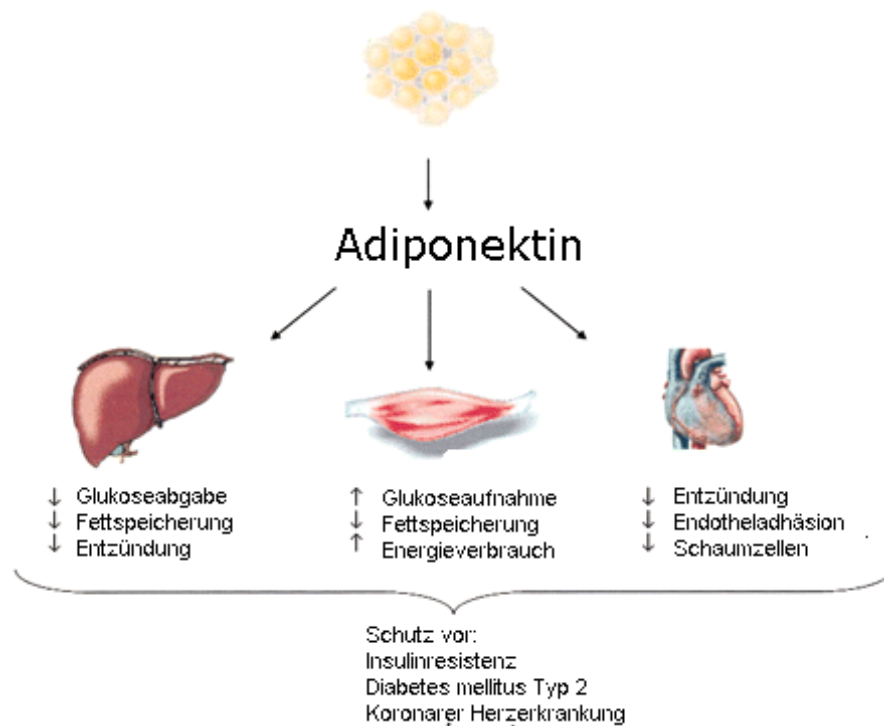 Adiponektin
↓ Glukoseabgabe
↓ Fettspeicherung
↓ Entzündung
↑ Glukoseaufnahme
↓ Fettspeicherung
↑ Energieverbrauch
↓ Entzündung
↓ Endotheladhäsion
↓ Schaumzellen
Schutz vor:
Insulinresistenz
Diabetes mellitus Typ 2
Koronarer Herzerkrankung